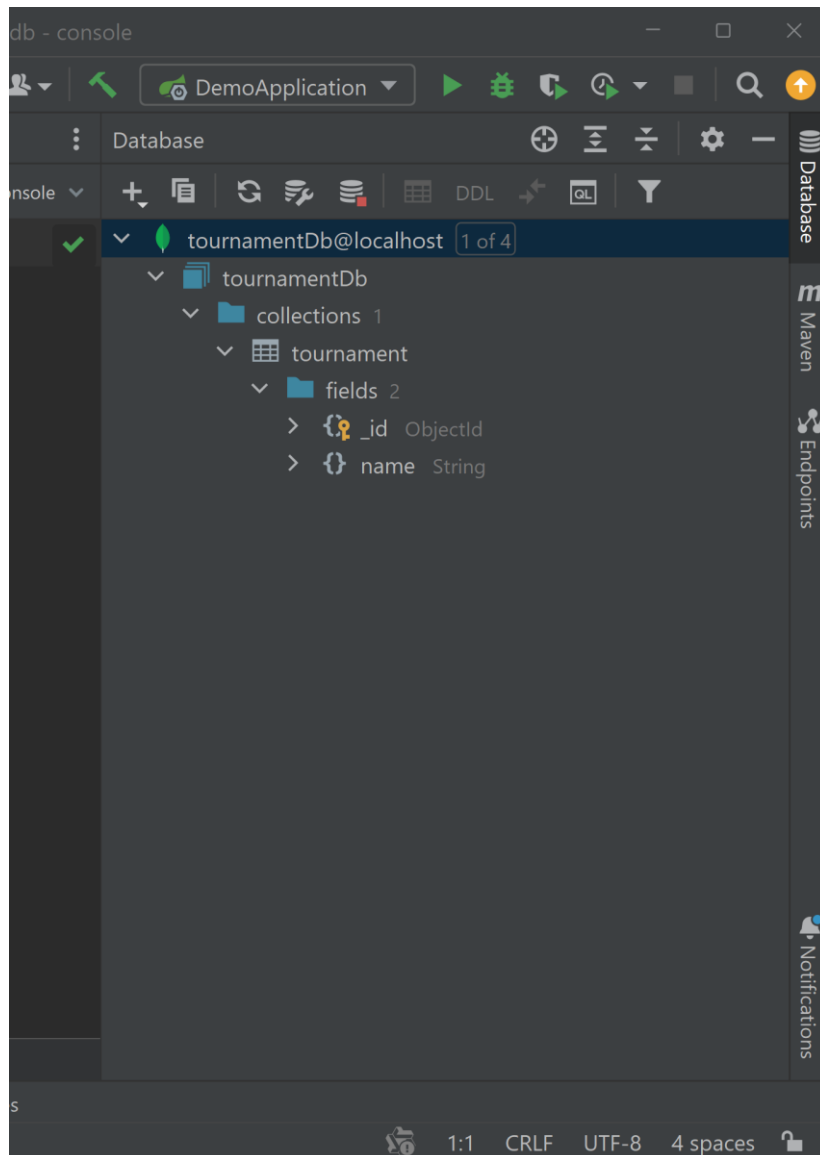 db - console
DemoApplication
Database
nsole
DDL
QL
tournamentDb@localhost 1 of 4
tournamentDb
collections 1
tournament
fields 2
_id ObjectId
name String
Database
m Maven
Endpoints
Notifications
s
1:1 CRLF UTF-8 4 spaces